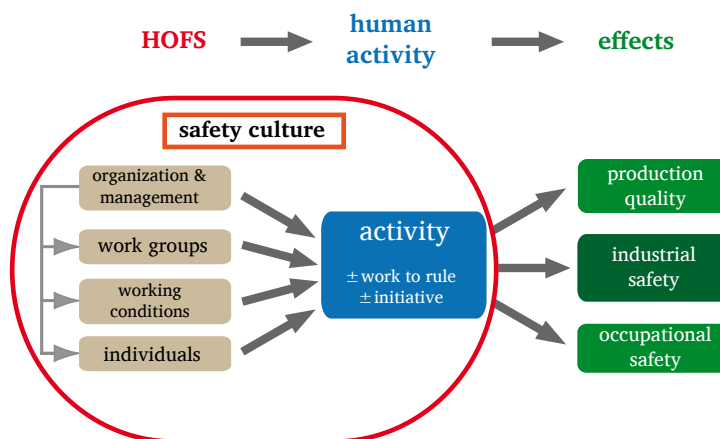 HOFS
human
activity
effects
safety culture
organization &
management
work groups
working
conditions
individuals
activity
± work to rule
± initiative
production
quality
industrial
safety
occupational
safety